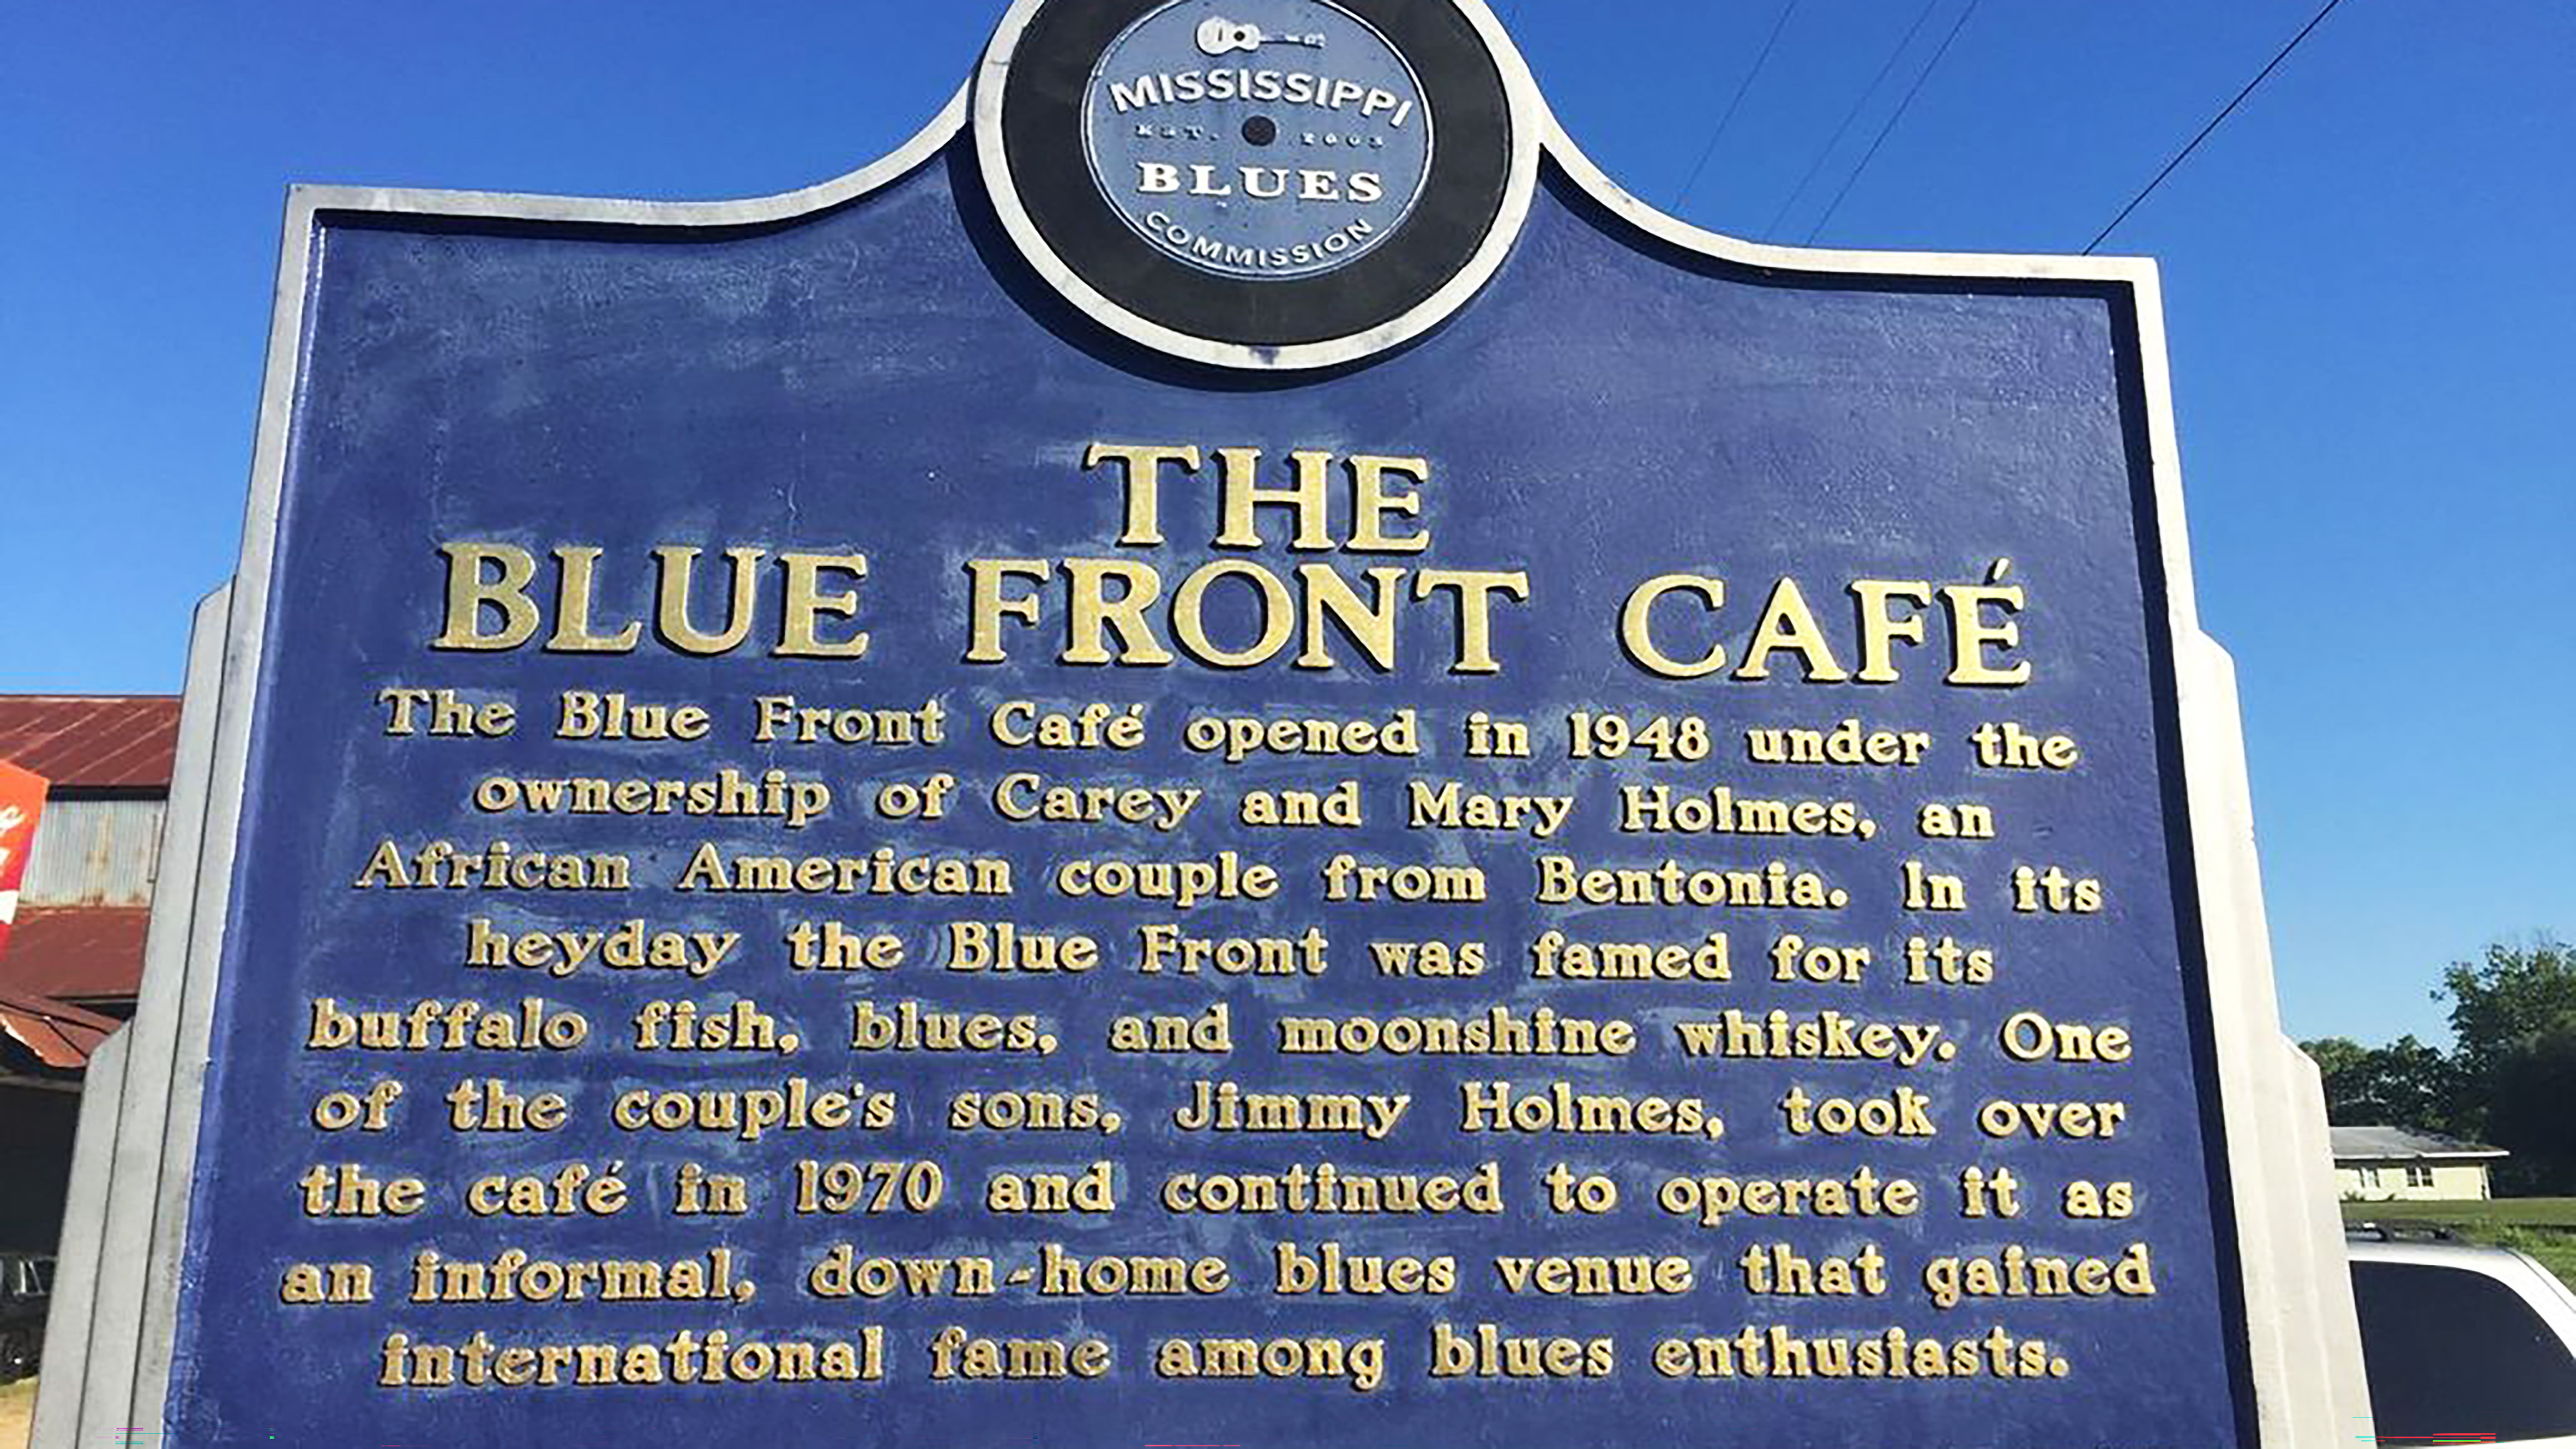 MISSISSIPPI
EST. 2003
BLUES
COMMISSION
THE
BLUE FRONT CAFÉ
The Blue Front Café opened in 1948 under the
ownership of Carey and Mary Holmes, an
African American couple from Bentonia. In its
heyday the Blue Front was famed for its
buffalo fish, blues, and moonshine whiskey. One
of the couple's sons, Jimmy Holmes, took over
the café in 1970 and continued to operate it as
an informal, down-home blues venue that gained
international fame among blues enthusiasts.